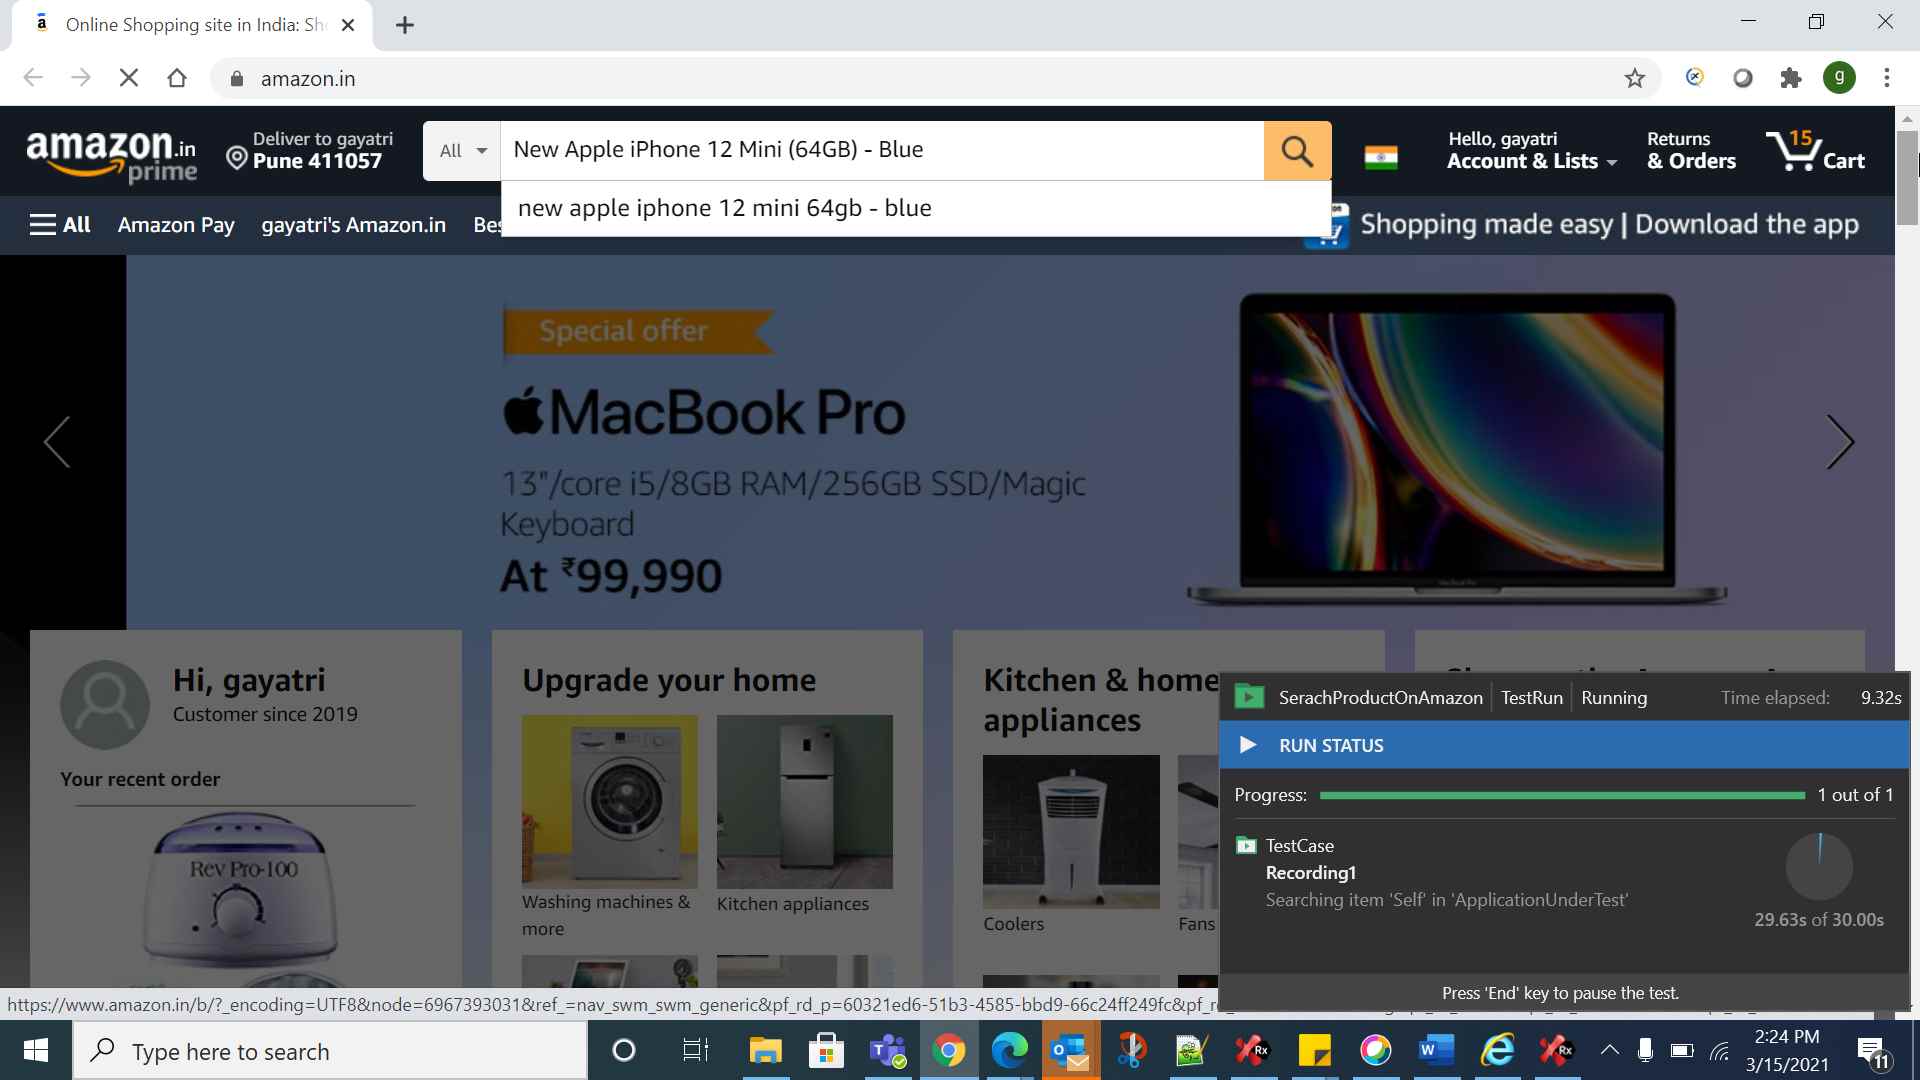 Online Shopping site in India: Sh
amazon.in
amazon.in
prime
Deliver to gayatri
Pune 411057
All
New Apple iPhone 12 Mini (64GB) - Blue
Hello, gayatri
Account & Lists
Returns
& Orders
15
Cart
new apple iphone 12 mini 64gb - blue
All
Amazon Pay
gayatri's Amazon.in
Bes
Shopping made easy | Download the app
Special offer
MacBook Pro
13"/core i5/8GB RAM/256GB SSD/Magic
Keyboard
At ₹99,990
Hi, gayatri
Customer since 2019
Your recent order
Rev Pro-100
Upgrade your home
Washing machines &
more
Kitchen appliances
Kitchen & home
appliances
Coolers
Fans
SerachProductOnAmazon
TestRun
Running
Time elapsed:
9.32s
RUN STATUS
Progress:
1 out of 1
TestCase
Recording1
Searching item 'Self' in 'ApplicationUnderTest'
29.63s of 30.00s
Press 'End' key to pause the test.
https://www.amazon.in/b/?_encoding=UTF8&node=6967393031&ref_=nav_swm_swm_generic&pf_rd_p=60321ed6-51b3-4585-bbd9-66c24ff249fc&pf_r
Type here to search
2:24 PM
3/15/2021
11